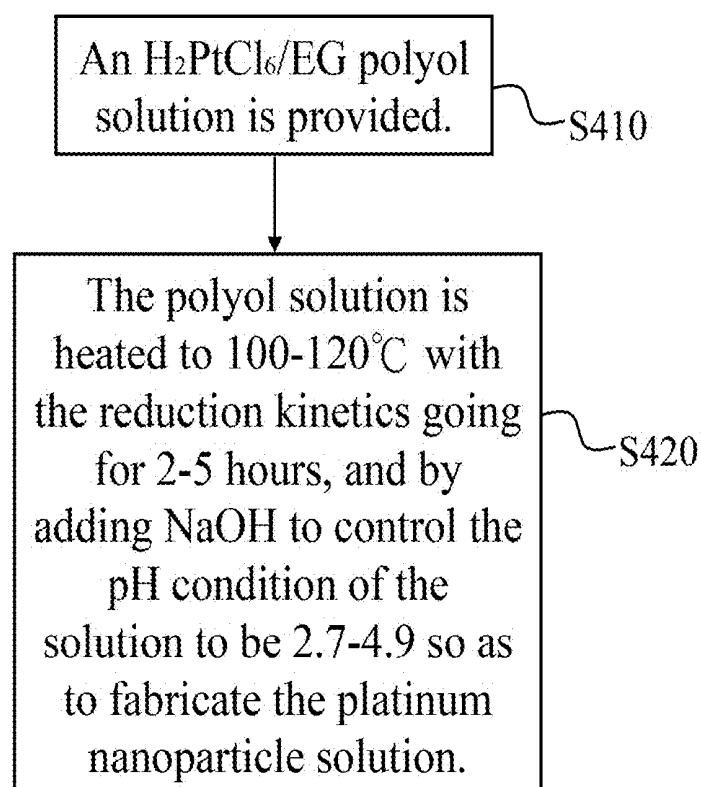 An H₂PtCl₆/EG polyol
solution is provided.
S410
The polyol solution is
heated to 100-120℃ with
the reduction kinetics going
for 2-5 hours, and by
adding NaOH to control the
pH condition of the
solution to be 2.7-4.9 so as
to fabricate the platinum
nanoparticle solution.
S420